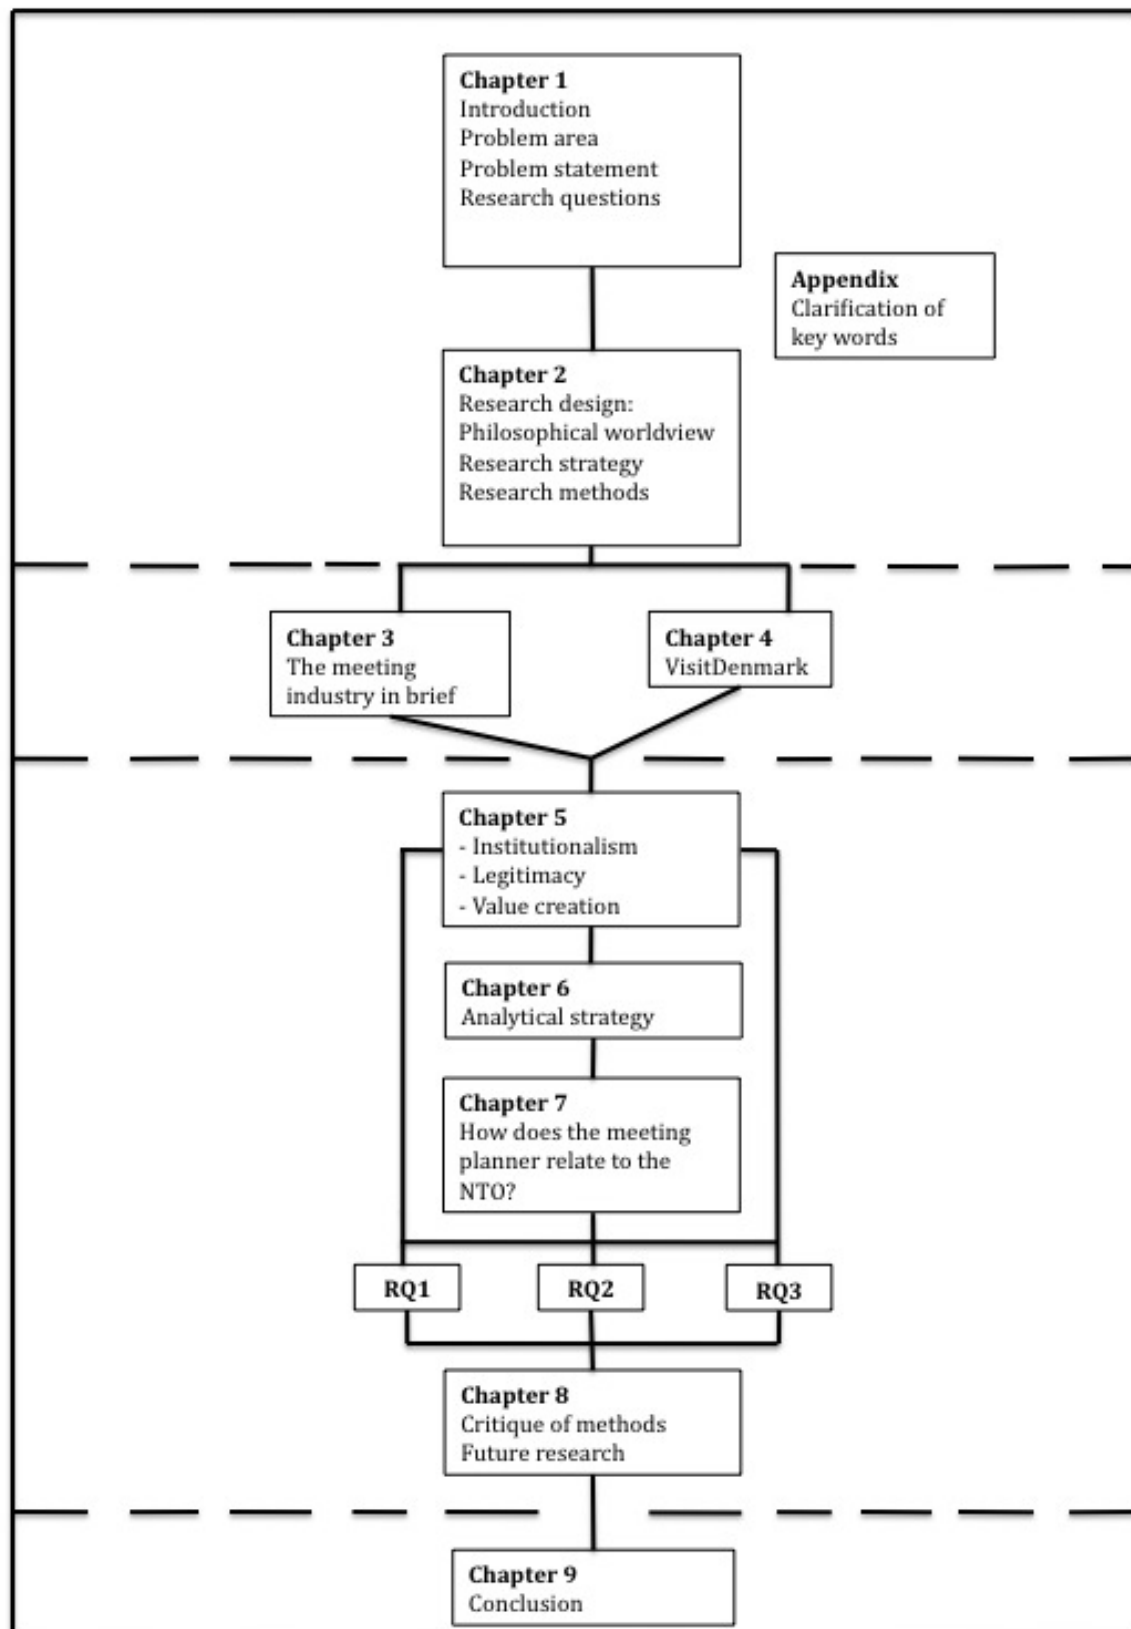 Chapter 1
Introduction
Problem area
Problem statement
Research questions
Appendix
Clarification of
key words
Chapter 2
Research design:
Philosophical worldview
Research strategy
Research methods
Chapter 3
The meeting
industry in brief
Chapter 4
VisitDenmark
Chapter 5
- Institutionalism
- Legitimacy
- Value creation
Chapter 6
Analytical strategy
Chapter 7
How does the meeting
planner relate to the
NTO?
RQ1
RQ2
RQ3
Chapter 8
Critique of methods
Future research
Chapter 9
Conclusion